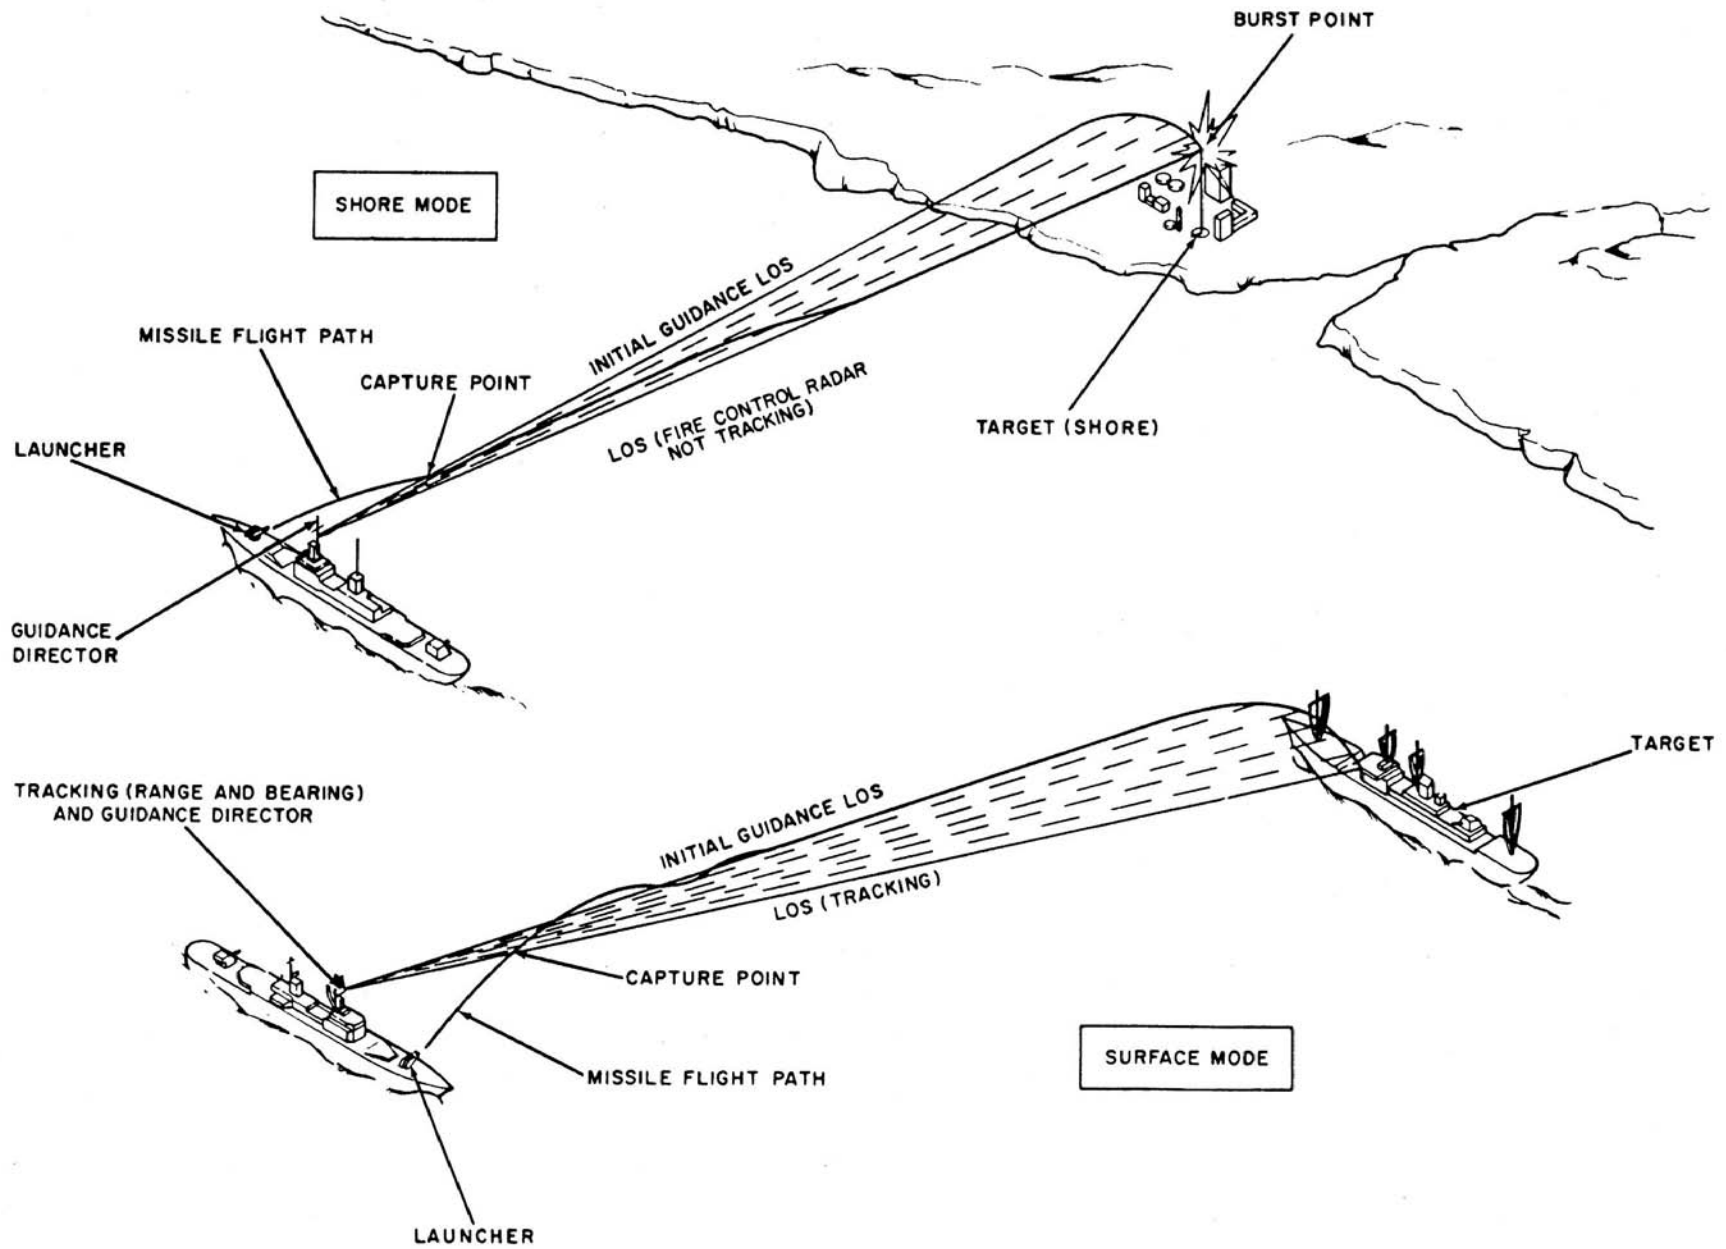 BURST POINT
SHORE MODE
INITIAL GUIDANCE LOS
MISSILE FLIGHT PATH
CAPTURE POINT
LOS (FIRE CONTROL RADAR
NOT TRACKING)
TARGET (SHORE)
LAUNCHER
GUIDANCE
DIRECTOR
TARGET
TRACKING (RANGE AND BEARING)
AND GUIDANCE DIRECTOR
INITIAL GUIDANCE LOS
LOS (TRACKING)
CAPTURE POINT
SURFACE MODE
MISSILE FLIGHT PATH
LAUNCHER